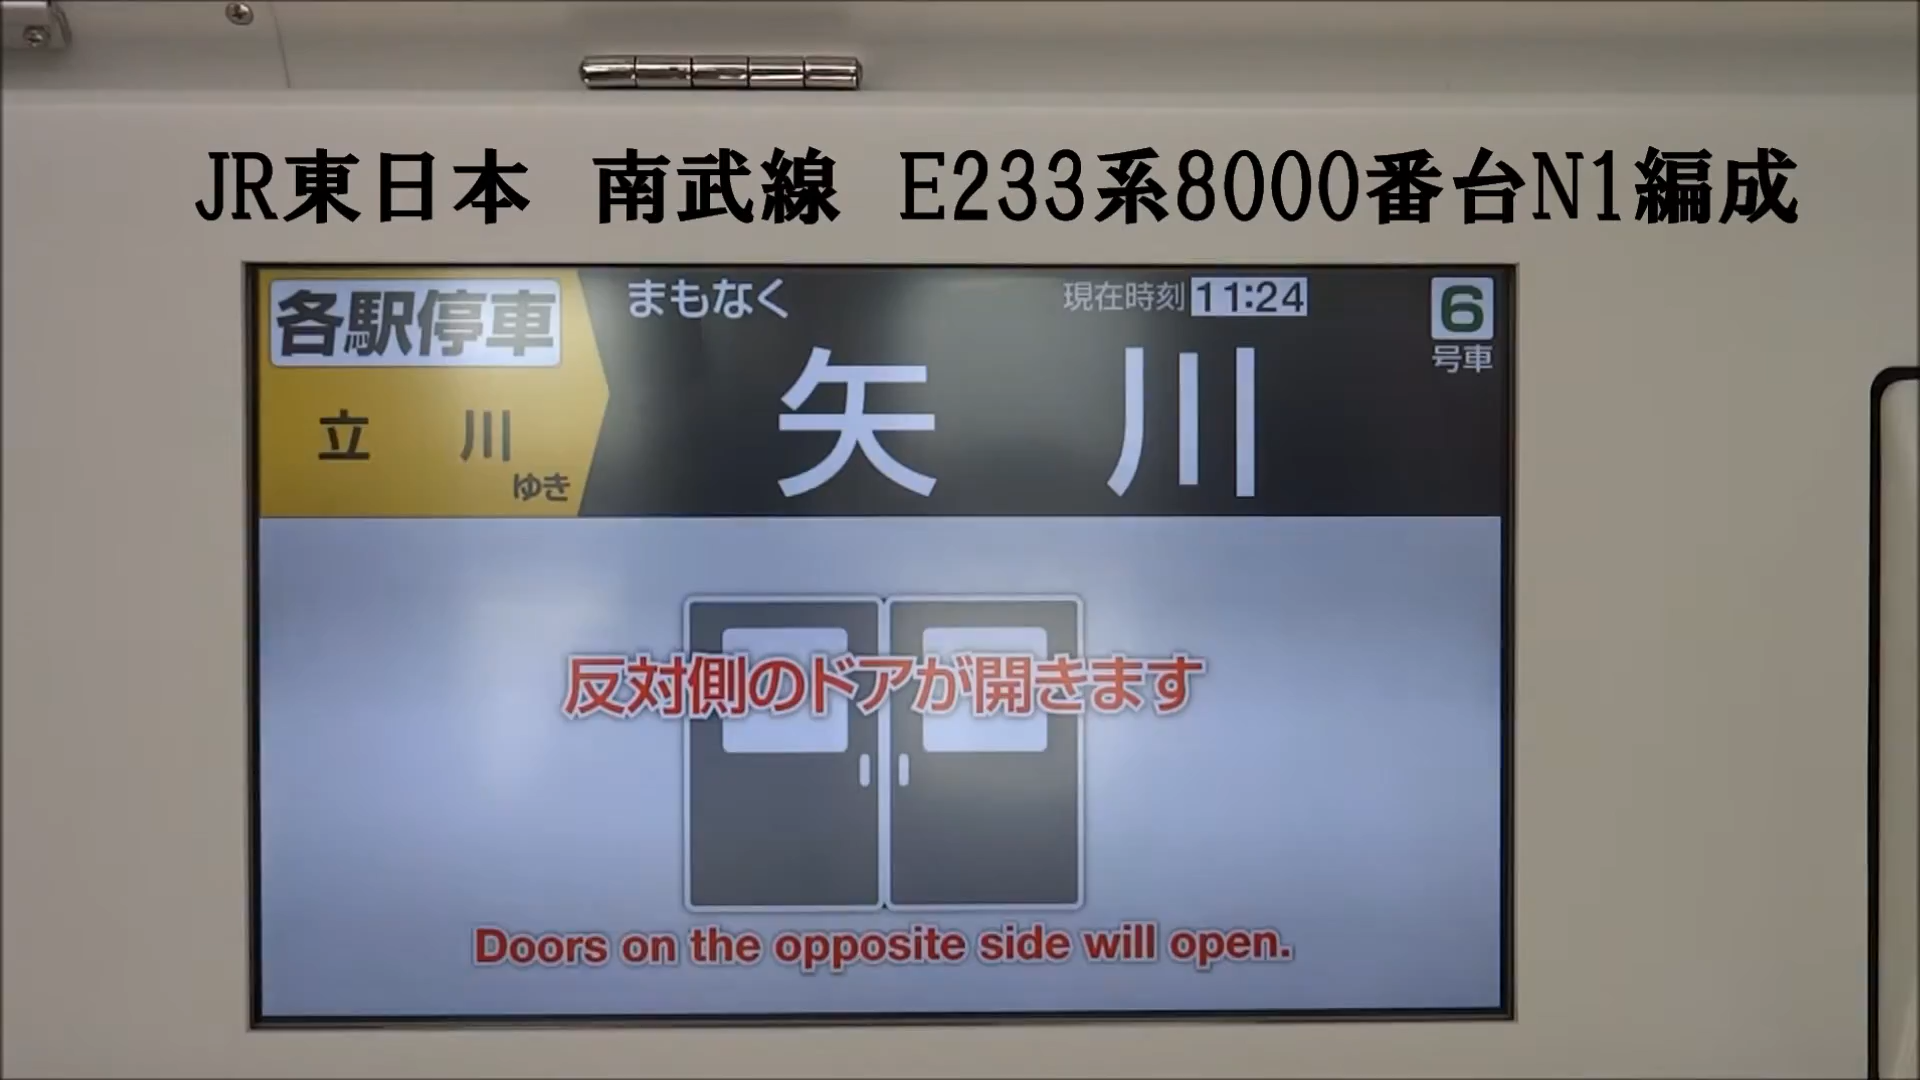 JR東日本　南武線　E233系8000番台N1編成
各駅停車
まもなく
現在時刻 11:24
6
号車
立川
ゆき
矢川
反対側のドアが開きます
Doors on the opposite side will open.